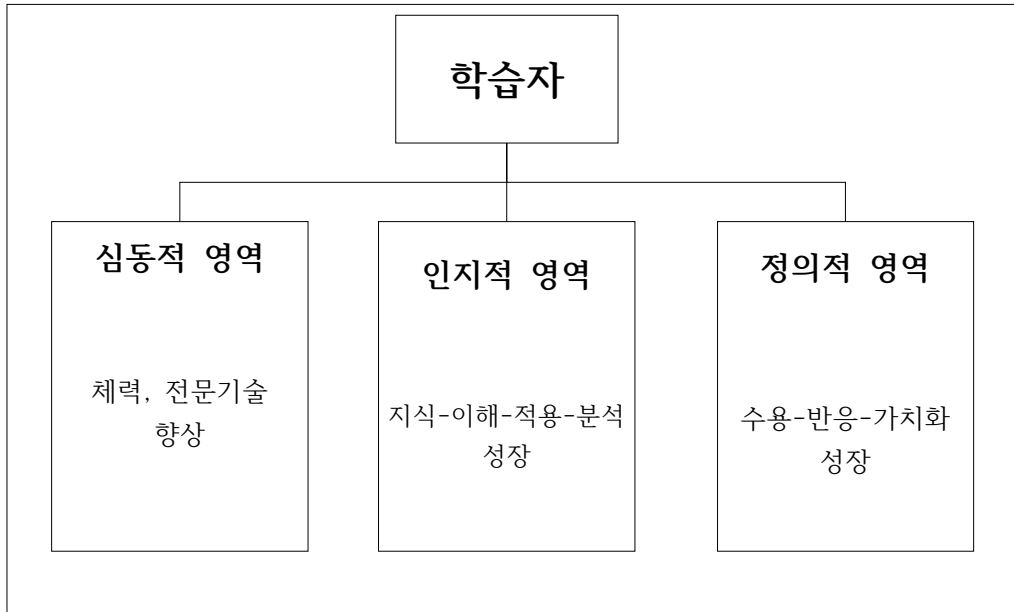 학습자
심동적 영역
체력, 전문기술
향상
인지적 영역
지식-이해-적용-분석
성장
정의적 영역
수용-반응-가치화
성장